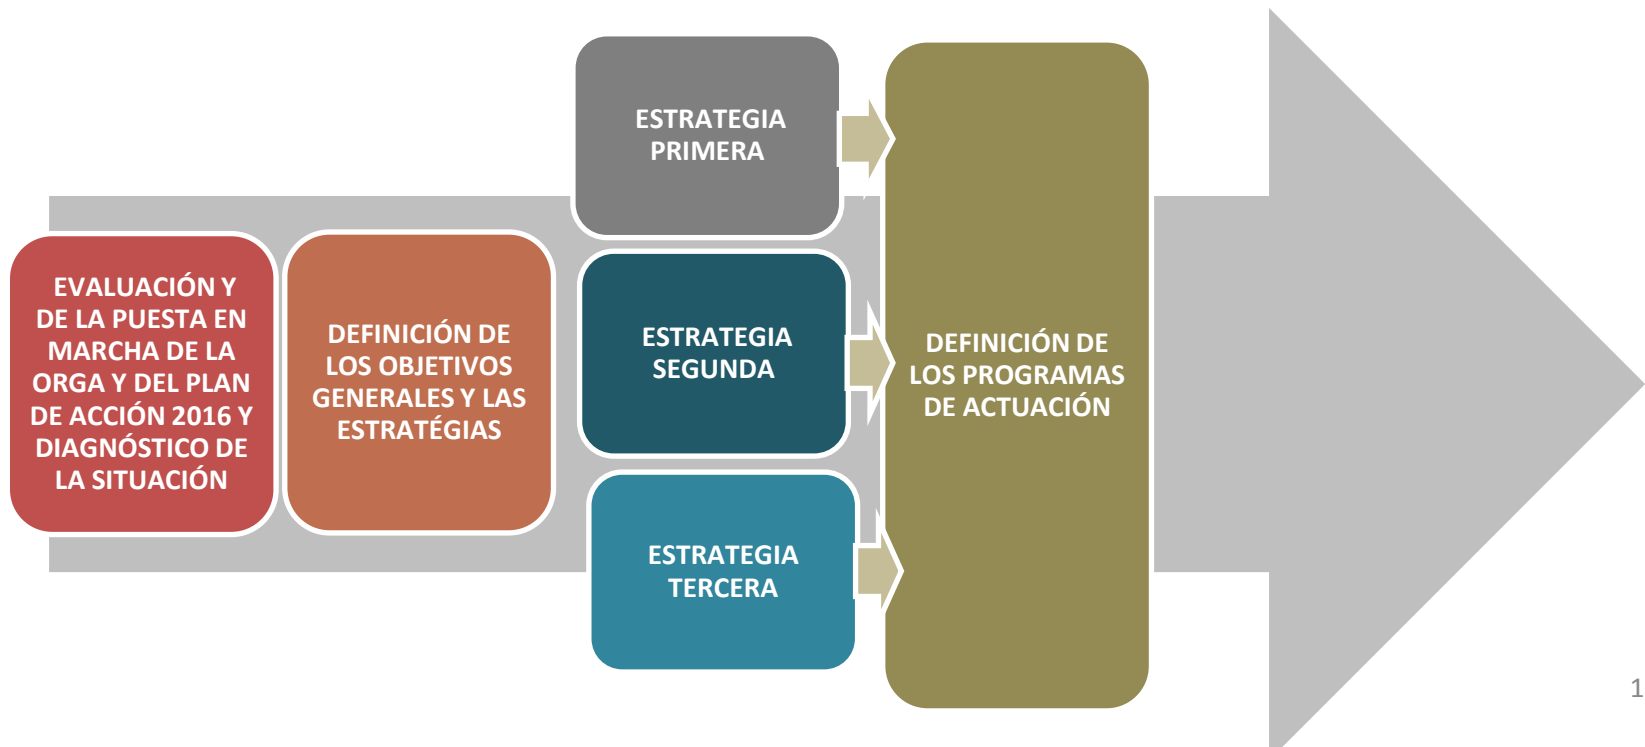 EVALUACIÓN Y
DE LA PUESTA EN
MARCHA DE LA
ORGA Y DEL PLAN
DE ACCIÓN 2016 Y
DIAGNÓSTICO DE
LA SITUACIÓN
DEFINICIÓN DE
LOS OBJETIVOS
GENERALES Y LAS
ESTRATÉGIAS
ESTRATEGIA
PRIMERA
ESTRATEGIA
SEGUNDA
ESTRATEGIA
TERCERA
DEFINICIÓN DE
LOS PROGRAMAS
DE ACTUACIÓN
1